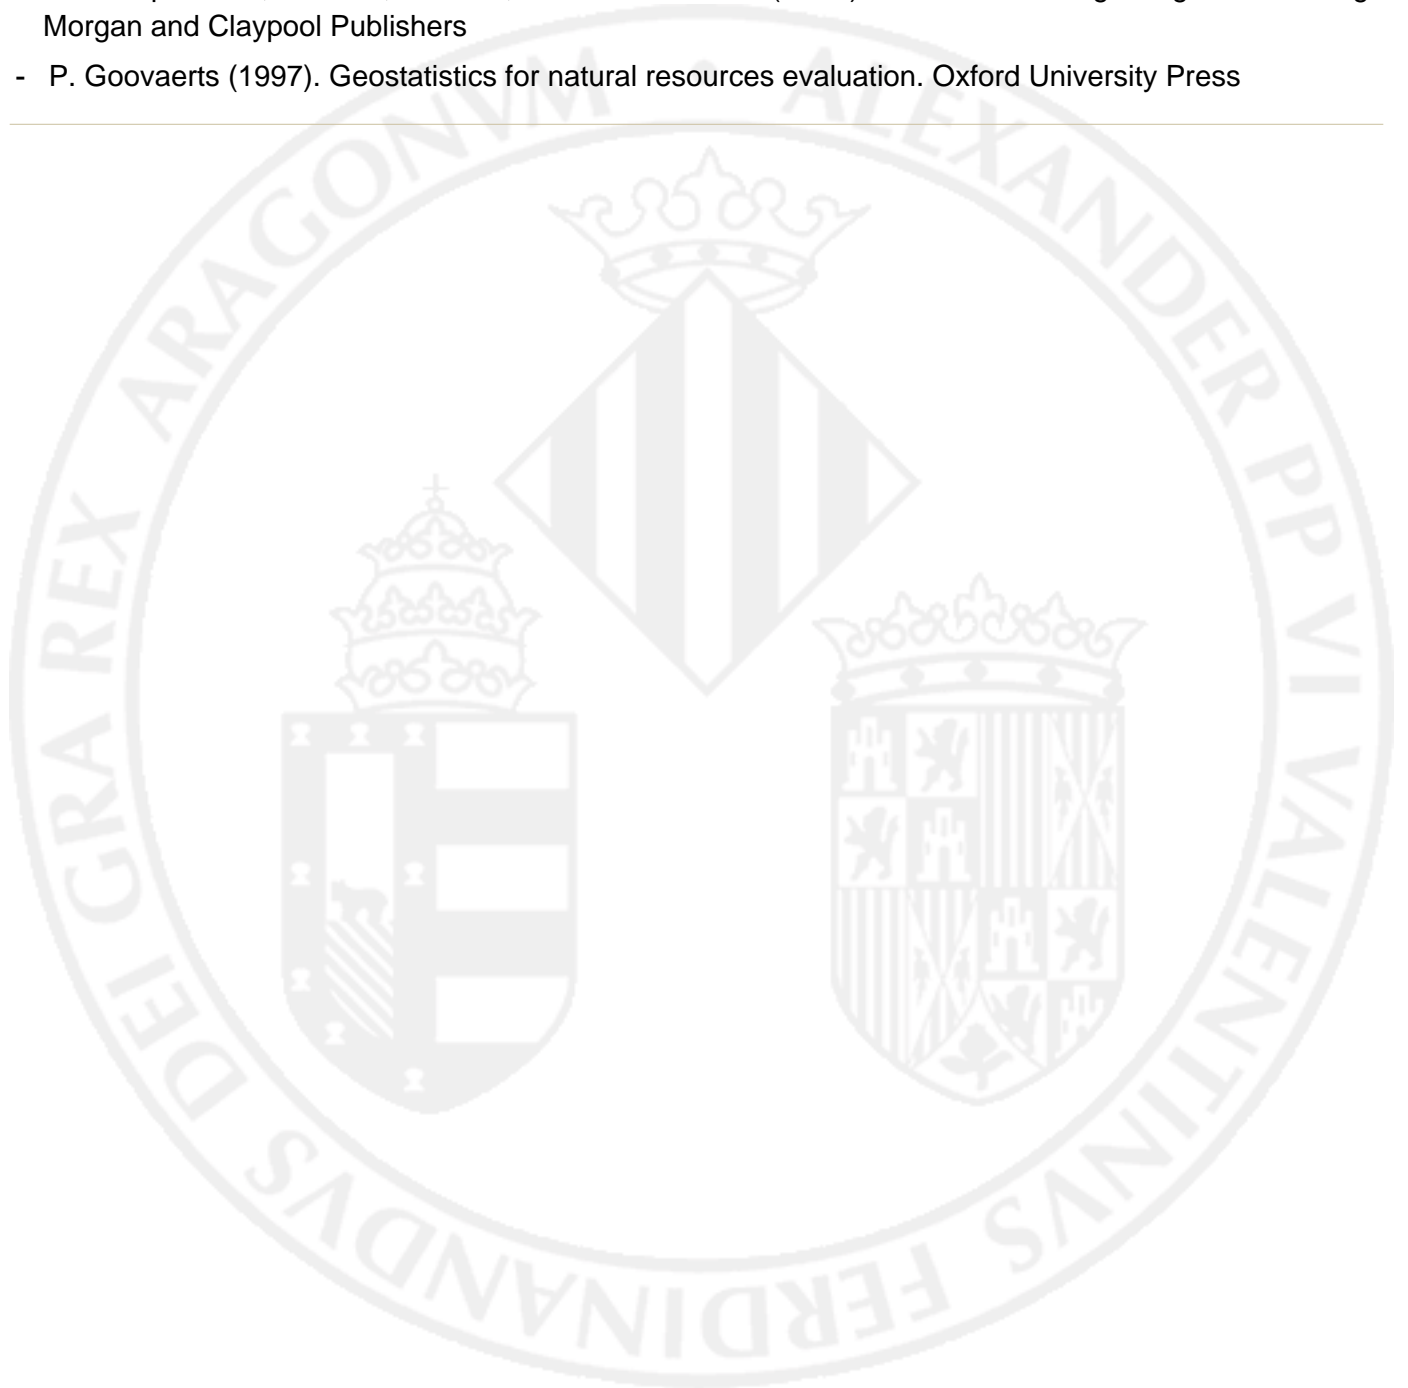 Morgan and Claypool Publishers
- P. Goovaerts (1997). Geostatistics for natural resources evaluation. Oxford University Press
ALEXANDER PP VI VALENTINVS FERDINANDVS DEI GRA REX ARAGONVM